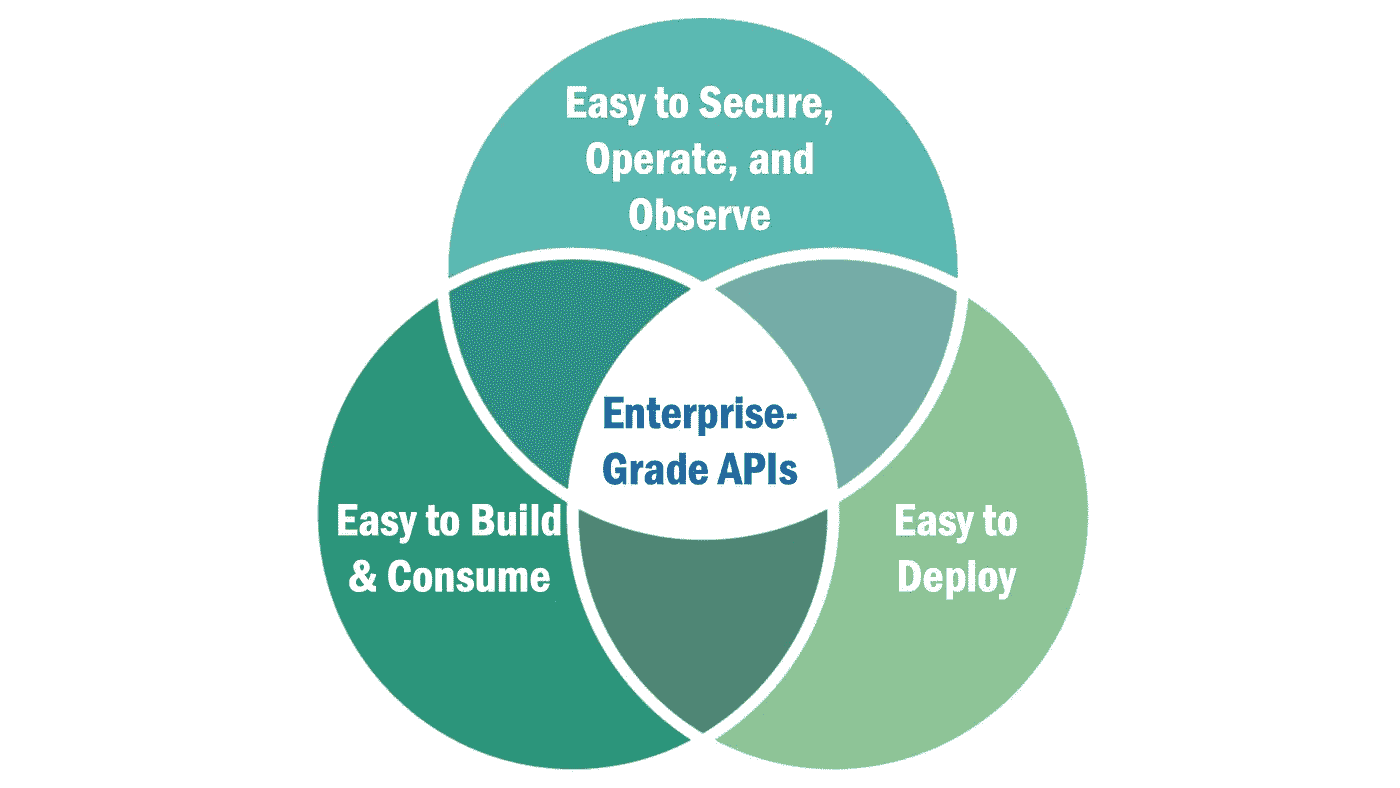 Easy to Secure,
Operate, and
Observe
Enterprise-
Grade APIs
Easy to Build
& Consume
Easy to
Deploy